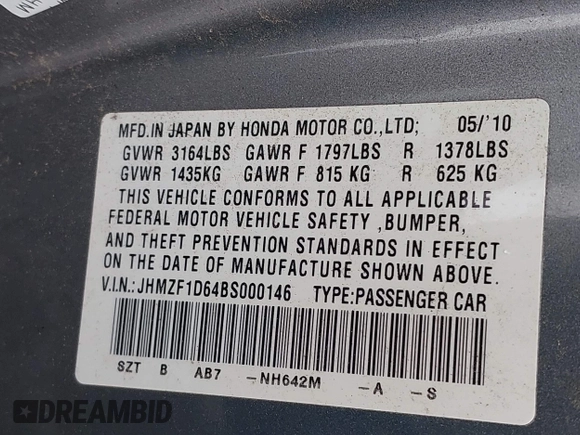 MFD.IN JAPAN BY HONDA MOTOR CO.,LTD; 05/'10
GVWR 3164LBS GAWR F 1797LBS R 1378LBS
GVWR 1435KG GAWR F 815 KG R 625 KG
THIS VEHICLE CONFORMS TO ALL APPLICABLE
FEDERAL MOTOR VEHICLE SAFETY ,BUMPER,
AND THEFT PREVENTION STANDARDS IN EFFECT
ON THE DATE OF MANUFACTURE SHOWN ABOVE.
V.I.N.:JHMZF1D64BS000146 TYPE:PASSENGER CAR
SZT B AB7 -NH642M -A -S
DREAMBID